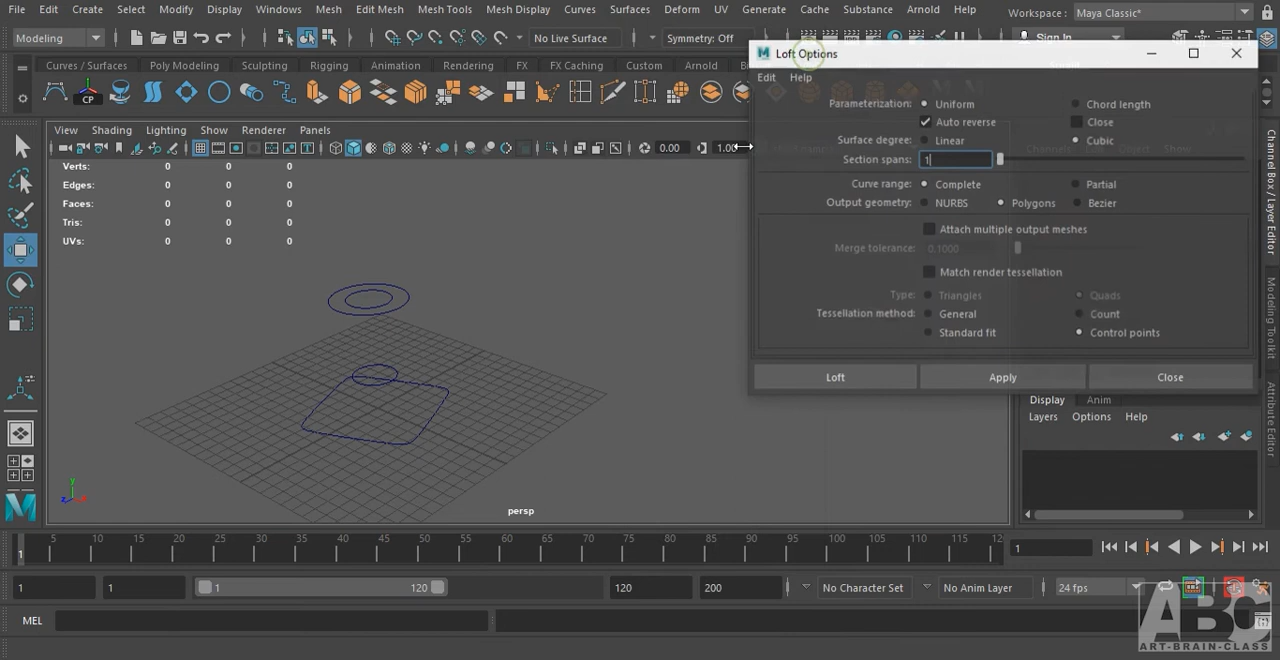 File Edit Create Select Modify Display Windows Mesh Edit Mesh Mesh Tools Mesh Display Curves Surfaces Deform UV Generate Cache Substance Arnold Help Workspace : Maya Classic*
Modeling No Live Surface Symmetry: Off Sign In
Curves / Surfaces Poly Modeling Sculpting Rigging Animation Rendering FX FX Caching Custom Arnold
CP
View Shading Lighting Show Renderer Panels
0.00 1.00
Verts: 0 0 0
Edges: 0 0 0
Faces: 0 0 0
Tris: 0 0 0
UVs: 0 0 0
persp
Loft Options
Edit Help
Parameterization: Uniform Chord length
Auto reverse Close
Surface degree: Linear Cubic
Section spans: 1
Curve range: Complete Partial
Output geometry: NURBS Polygons Bezier
Attach multiple output meshes
Merge tolerance: 0.1000
Match render tessellation
Type: Triangles Quads
Tessellation method: General Count
Standard fit Control points
Loft Apply Close
Channel Box / Layer Editor
Modeling Toolkit
Attribute Editor
Display Anim
Layers Options Help
y
z x
1 5 10 15 20 25 30 35 40 45 50 55 60 65 70 75 80 85 90 95 100 105 110 115 12
1
1 1 1 120 120 200 No Character Set No Anim Layer 24 fps
MEL
ABC
ART-BRAIN-CLASS